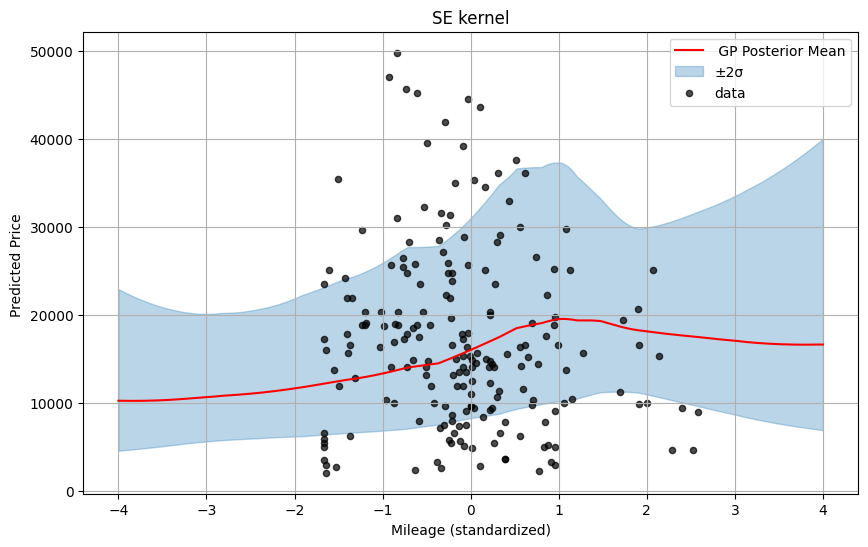 SE kernel
50000
40000
30000
20000
10000
0
Predicted Price
GP Posterior Mean
±2σ
data
−4
−3
−2
−1
0
1
2
3
4
Mileage (standardized)